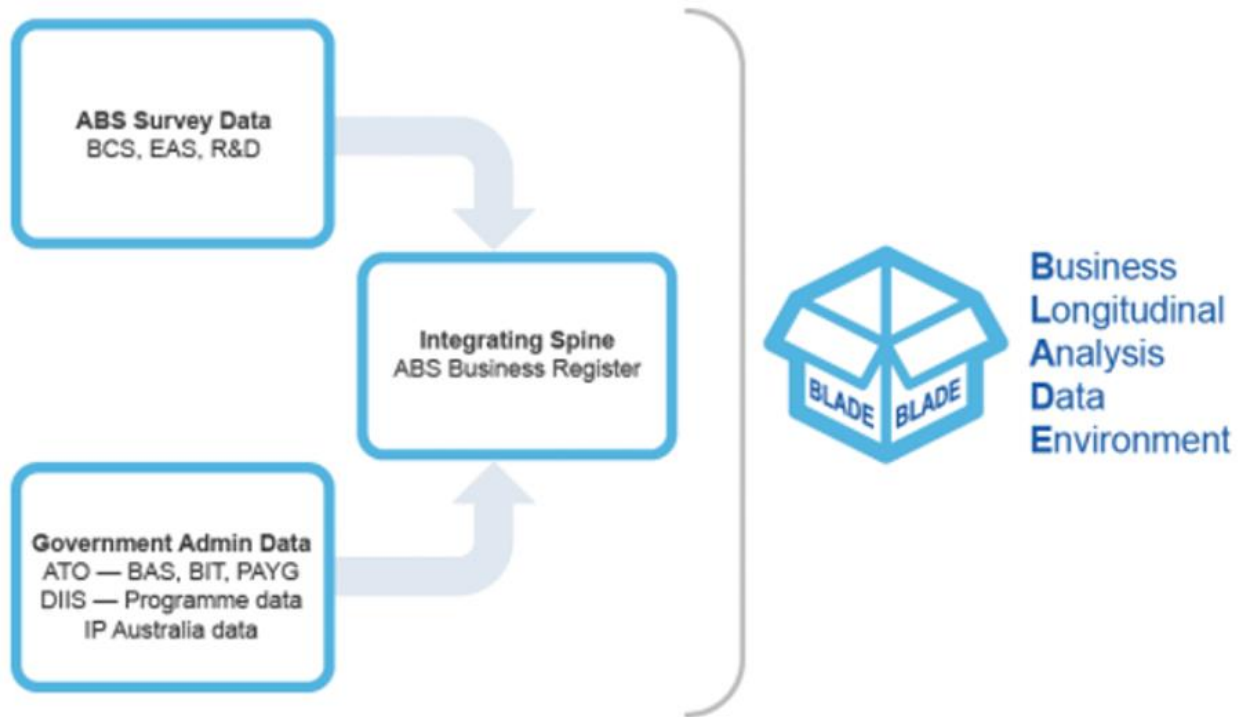 ABS Survey Data
BCS, EAS, R&D
Integrating Spine
ABS Business Register
Government Admin Data
ATO — BAS, BIT, PAYG
DIIS — Programme data
IP Australia data
BLADE BLADE
Business
Longitudinal
Analysis
Data
Environment